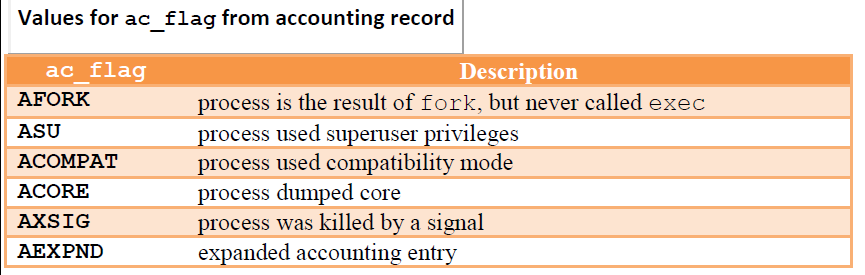 Values for ac_flag from accounting record
ac_flag Description
AFORK process is the result of fork, but never called exec
ASU process used superuser privileges
ACOMPAT process used compatibility mode
ACORE process dumped core
AXSIG process was killed by a signal
AEXPND expanded accounting entry